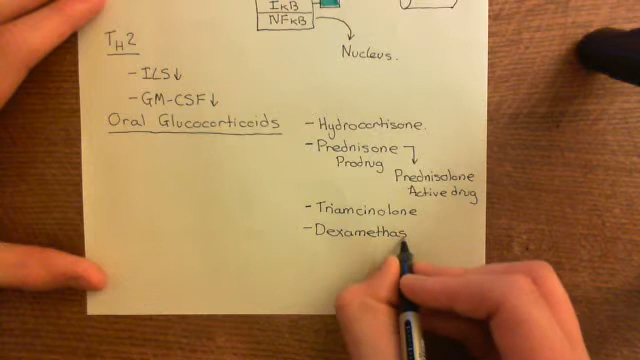 IκB
NFκB
Nucleus.
TH2
- IL5↓
- GM-CSF↓
Oral Glucocorticoids
- Hydrocortisone.
- Prednisone
Prodrug
Prednisolone
Active drug
- Triamcinolone
- Dexamethas